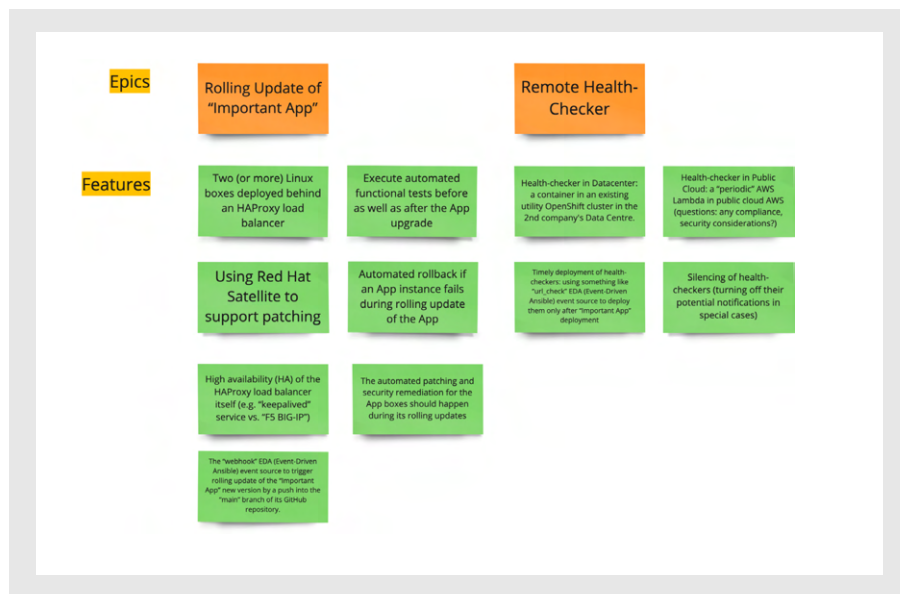 Epics
Rolling Update of
“Important App”
Remote Health-
Checker
Features
Two (or more) Linux
boxes deployed behind
an HAProxy load
balancer
Execute automated
functional tests before
as well as after the App
upgrade
Health-checker in Datacenter:
a container in an existing
utility OpenShift cluster in the
2nd company's Data Centre.
Health-checker in Public
Cloud: a “periodic” AWS
Lambda in public cloud AWS
(questions: any compliance,
security considerations?)
Using Red Hat
Satellite to
support patching
Automated rollback if
an App instance fails
during rolling update
of the App
Timely deployment of health-
checkers: using something like
“url_check” EDA (Event-Driven
Ansible) event source to deploy
them only after “Important App”
deployment
Silencing of health-
checkers (turning off their
potential notifications in
special cases)
High availability (HA) of the
HAProxy load balancer
itself (e.g. “keepalived”
service vs. “F5 BIG-IP”)
The automated patching and
security remediation for the
App boxes should happen
during its rolling updates
The “webhook” EDA (Event-Driven
Ansible) event source to trigger
rolling update of the “Important
App” new version by a push into the
“main” branch of its GitHub
repository.